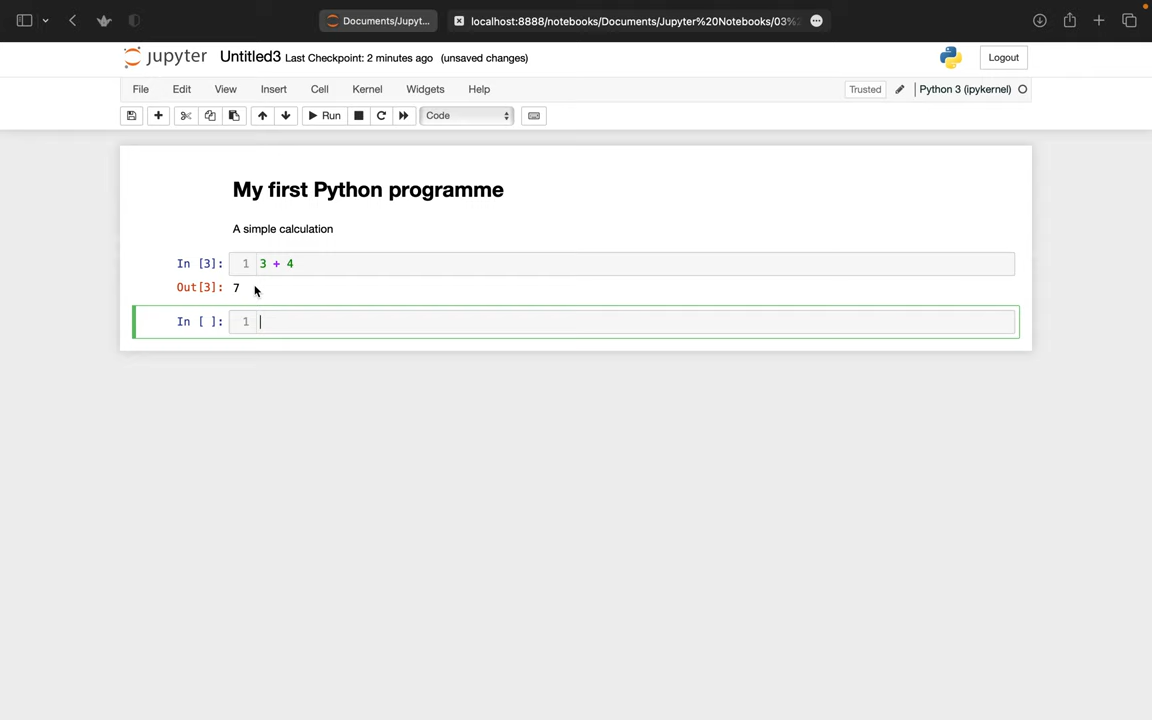 Documents/Jupyt...
localhost:8888/notebooks/Documents/Jupyter%20Notebooks/03%2
jupyter Untitled3 Last Checkpoint: 2 minutes ago (unsaved changes)
Logout
File Edit View Insert Cell Kernel Widgets Help
Trusted Python 3 (ipykernel)
Run Code
My first Python programme
A simple calculation
In [3]: 1 3 + 4
Out[3]: 7
In [ ]: 1